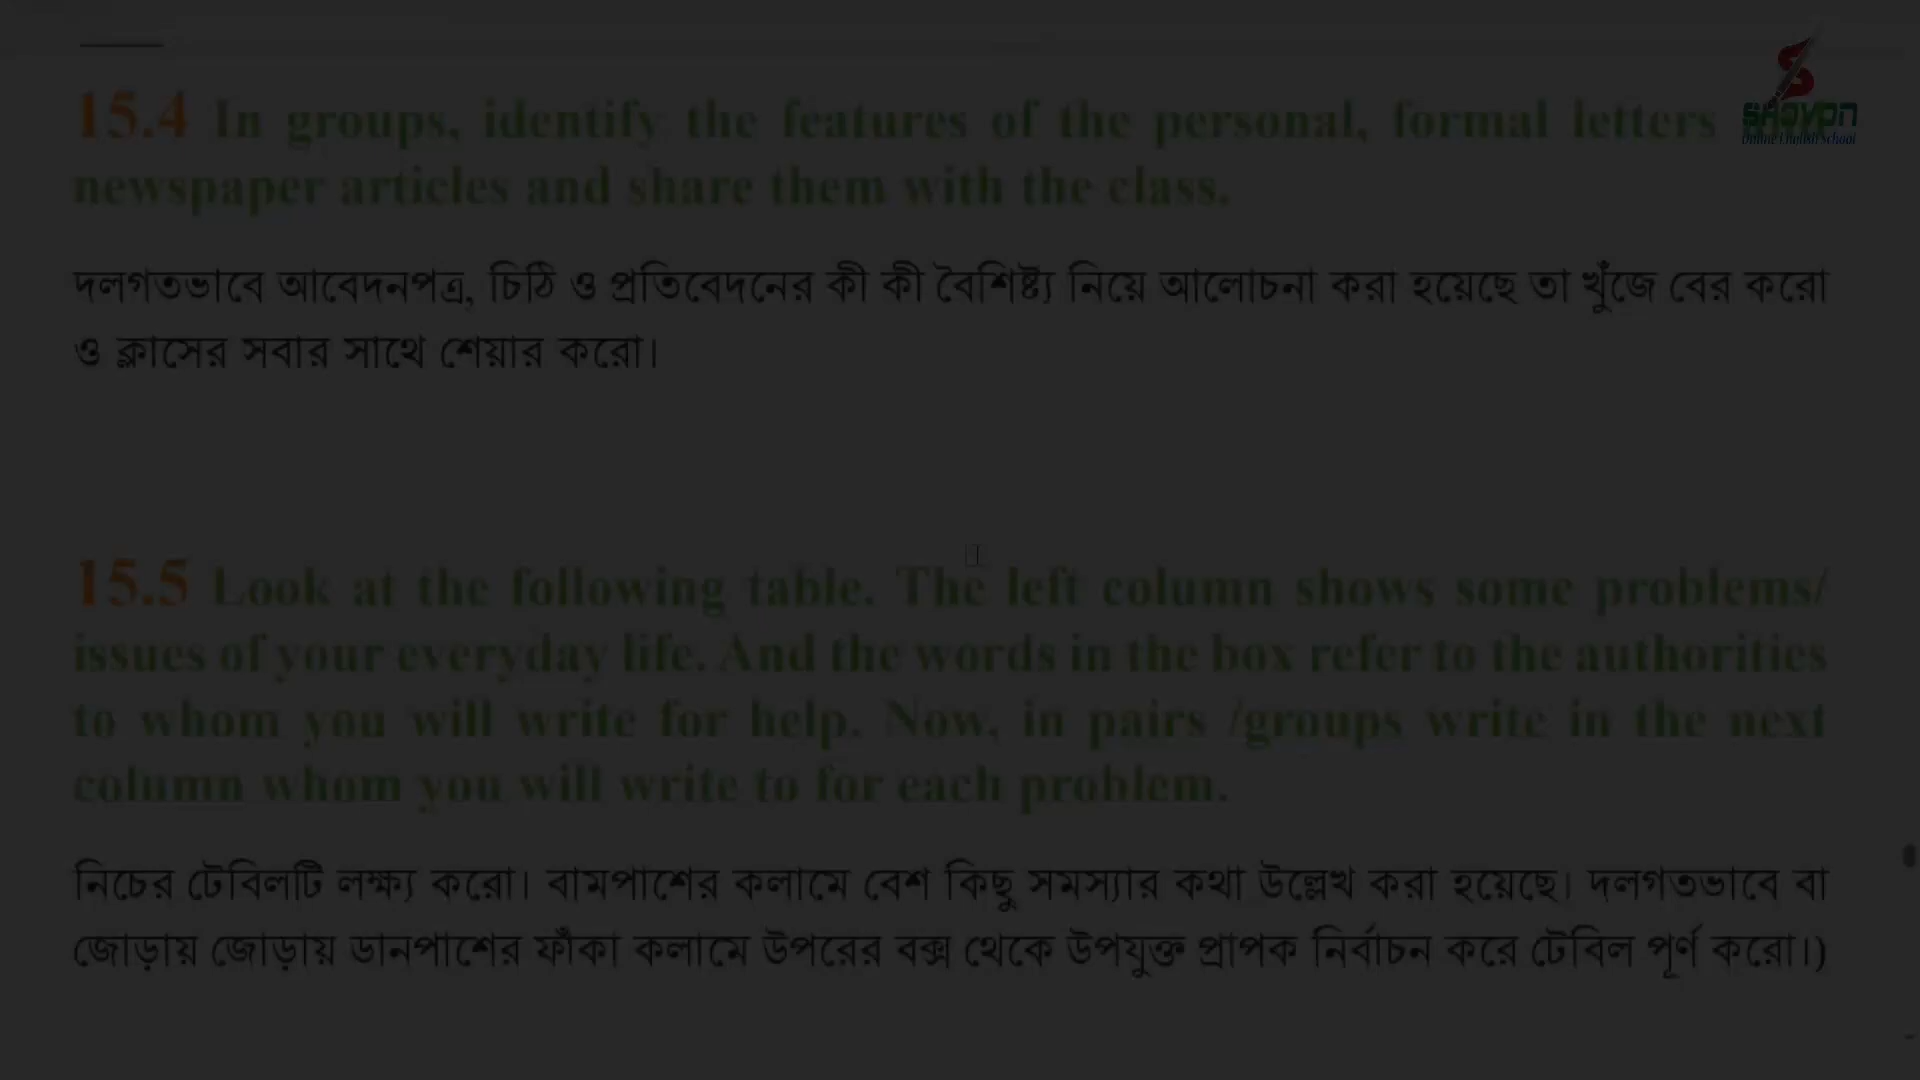 15.4 In groups, identify the features of the personal, formal letters
newspaper articles and share them with the class.
দলগতভাবে আবেদনপত্র, চিঠি ও প্রতিবেদনের কী কী বৈশিষ্ট্য নিয়ে আলোচনা করা হয়েছে তা খুঁজে বের করো
ও ক্লাসের সবার সাথে শেয়ার করো।
15.5 Look at the following table. The left column shows some problems/
issues of your everyday life. And the words in the box refer to the authorities
to whom you will write for help. Now, in pairs /groups write in the next
column whom you will write to for each problem.
নিচের টেবিলটি লক্ষ্য করো। বামপাশের কলামে বেশ কিছু সমস্যার কথা উল্লেখ করা হয়েছে। দলগতভাবে বা
জোড়ায় জোড়ায় ডানপাশের ফাঁকা কলামে উপরের বক্স থেকে উপযুক্ত প্রাপক নির্বাচন করে টেবিল পূর্ণ করো।)
SHOVON
Online English School